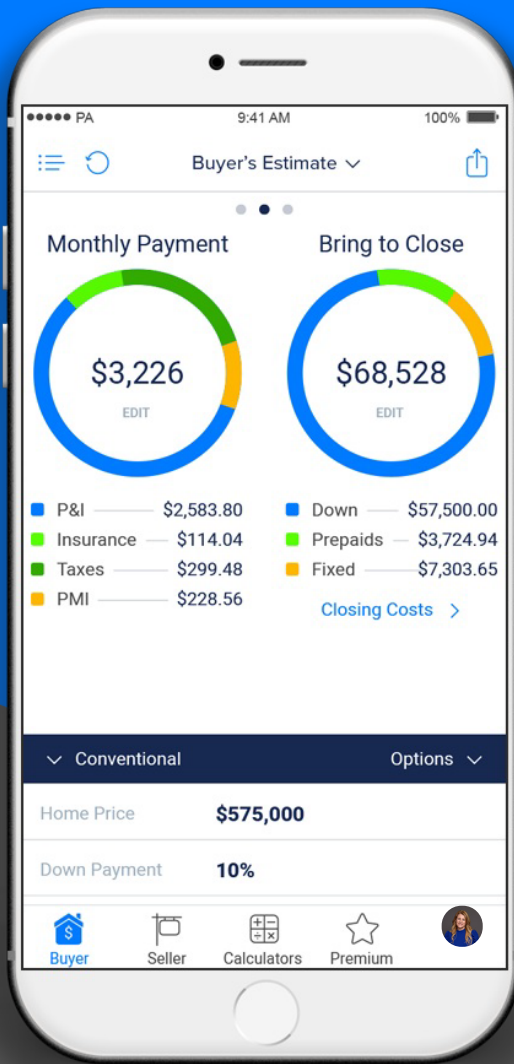 PA 9:41 AM 100%
Buyer's Estimate
Monthly Payment Bring to Close
$3,226 $68,528
EDIT EDIT
P&I $2,583.80 Down $57,500.00
Insurance $114.04 Prepaids $3,724.94
Taxes $299.48 Fixed $7,303.65
PMI $228.56 Closing Costs >
Conventional Options
Home Price $575,000
Down Payment 10%
Buyer Seller Calculators Premium